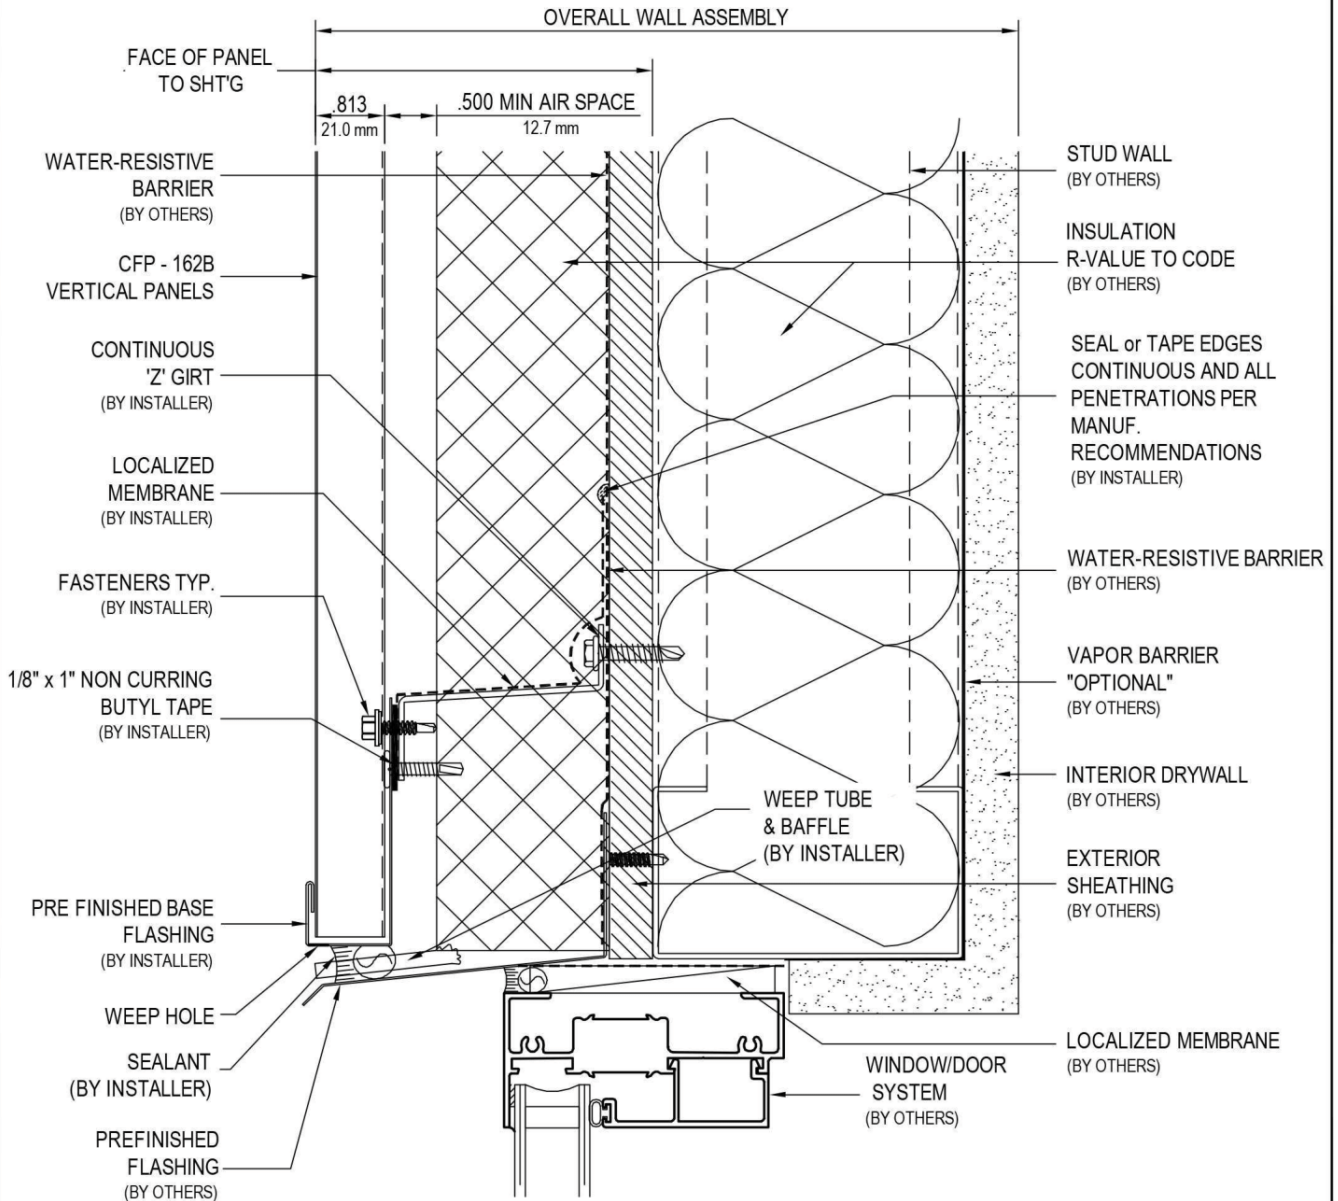 OVERALL WALL ASSEMBLY
FACE OF PANEL
TO SHT'G
.813
21.0 mm
.500 MIN AIR SPACE
12.7 mm
WATER-RESISTIVE
BARRIER
(BY OTHERS)
CFP - 162B
VERTICAL PANELS
CONTINUOUS
'Z' GIRT
(BY INSTALLER)
LOCALIZED
MEMBRANE
(BY INSTALLER)
FASTENERS TYP.
(BY INSTALLER)
1/8" x 1" NON CURRING
BUTYL TAPE
(BY INSTALLER)
PRE FINISHED BASE
FLASHING
(BY INSTALLER)
WEEP HOLE
SEALANT
(BY INSTALLER)
PREFINISHED
FLASHING
(BY OTHERS)
WEEP TUBE
& BAFFLE
(BY INSTALLER)
STUD WALL
(BY OTHERS)
INSULATION
R-VALUE TO CODE
(BY OTHERS)
SEAL or TAPE EDGES
CONTINUOUS AND ALL
PENETRATIONS PER
MANUF.
RECOMMENDATIONS
(BY INSTALLER)
WATER-RESISTIVE BARRIER
(BY OTHERS)
VAPOR BARRIER
"OPTIONAL"
(BY OTHERS)
INTERIOR DRYWALL
(BY OTHERS)
EXTERIOR
SHEATHING
(BY OTHERS)
LOCALIZED MEMBRANE
(BY OTHERS)
WINDOW/DOOR
SYSTEM
(BY OTHERS)